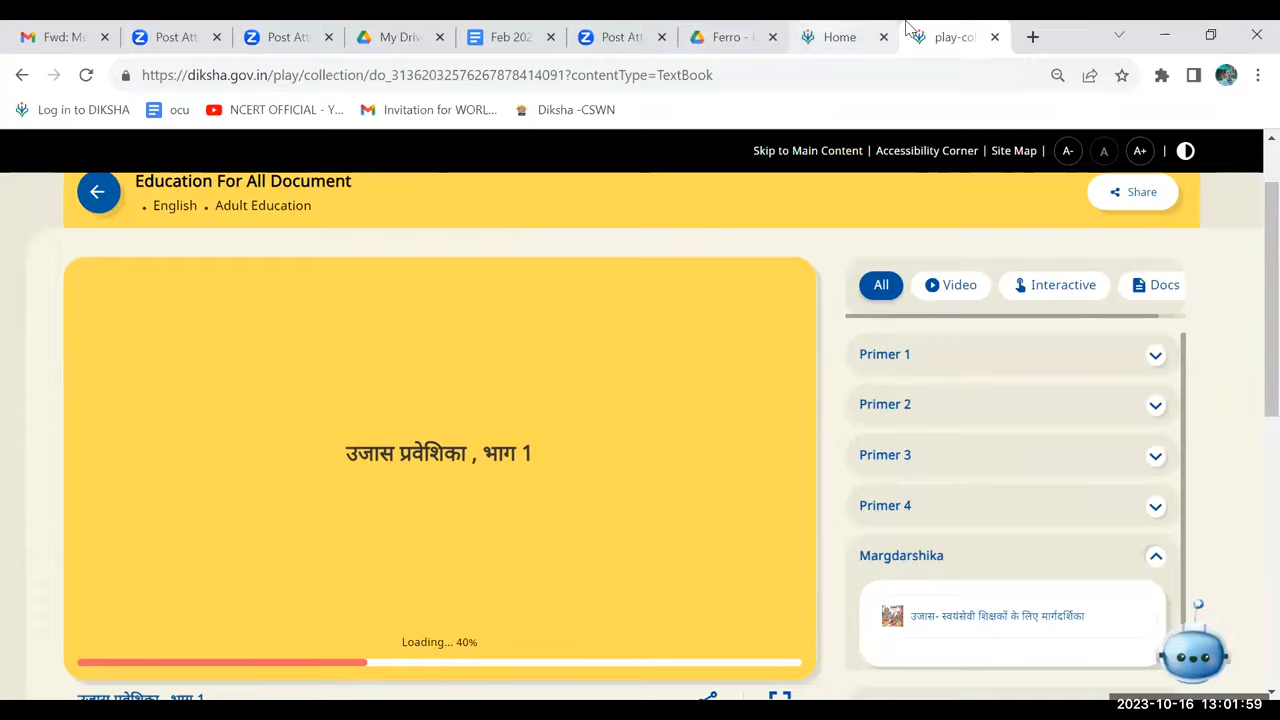 Fwd: Me
Post Att
Post Att
My Driv
Feb 202
Post Att
Ferro -
Home
play-col
https://diksha.gov.in/play/collection/do_31362032576267878414091?contentType=TextBook
Log in to DIKSHA
ocu
NCERT OFFICIAL - Y...
Invitation for WORL...
Diksha -CSWN
Skip to Main Content | Accessibility Corner | Site Map | A- A A+ |
Education For All Document
Share
• English • Adult Education
All Video Interactive Docs
Primer 1
Primer 2
उजास प्रवेशिका , भाग 1
Primer 3
Primer 4
Margdarshika
उजास- स्वयंसेवी शिक्षकों के लिए मार्गदर्शिका
Loading... 40%
उजास प्रवेशिका , भाग 1
2023-10-16 13:01:59